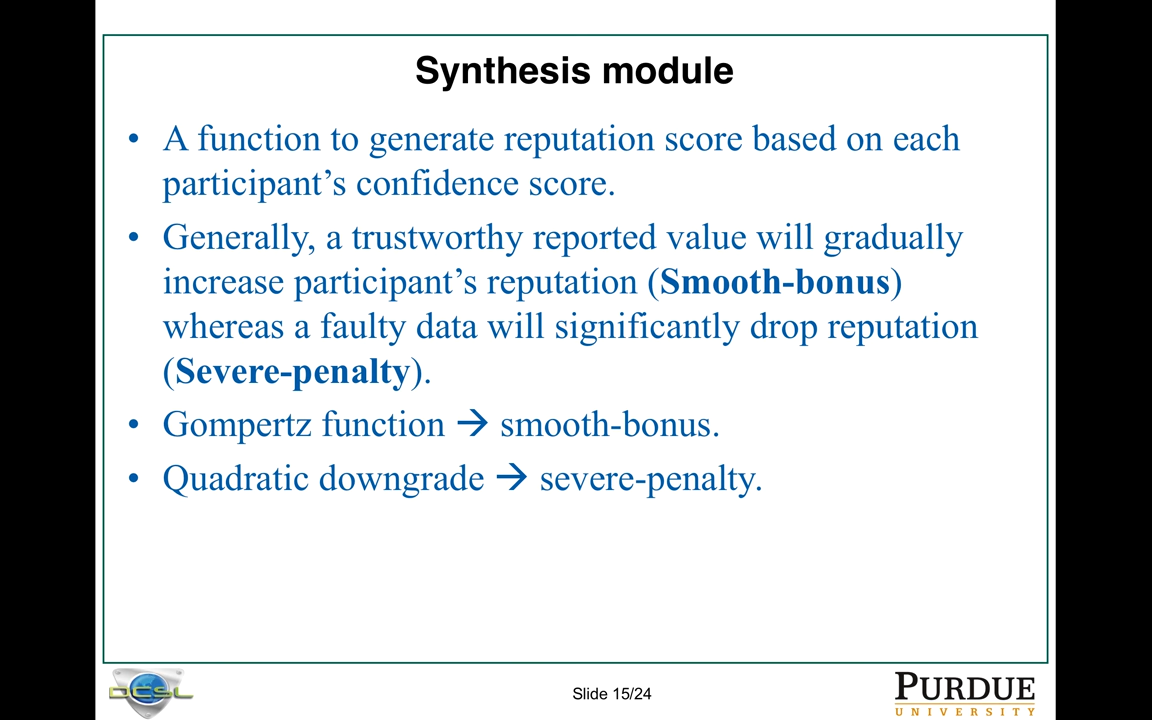 Synthesis module
• A function to generate reputation score based on each
participant’s confidence score.
• Generally, a trustworthy reported value will gradually
increase participant’s reputation (Smooth-bonus)
whereas a faulty data will significantly drop reputation
(Severe-penalty).
• Gompertz function → smooth-bonus.
• Quadratic downgrade → severe-penalty.
DCSL
Slide 15/24
PURDUE
UNIVERSITY